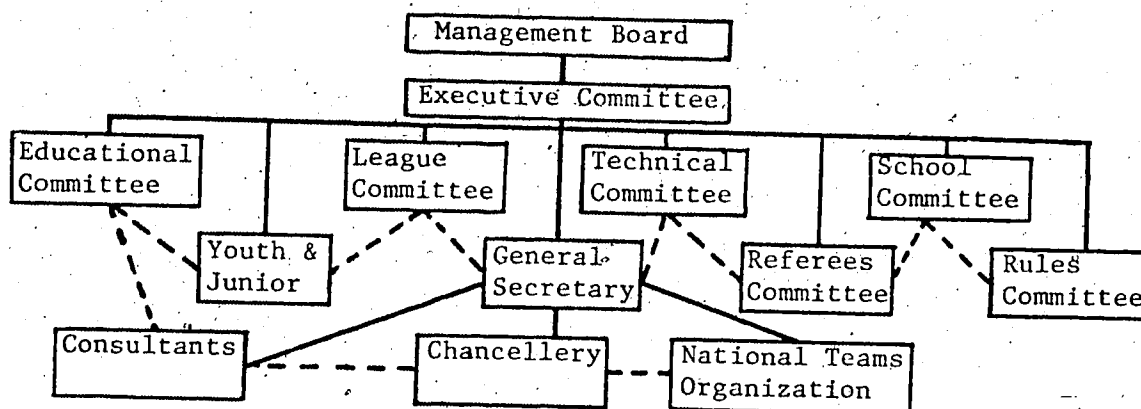 Management Board
Executive Committee
Educational
Committee
League
Committee
Technical
Committee
School
Committee
Youth &
Junior
General
Secretary
Referees
Committee
Rules
Committee
Consultants
Chancellery
National Teams
Organization